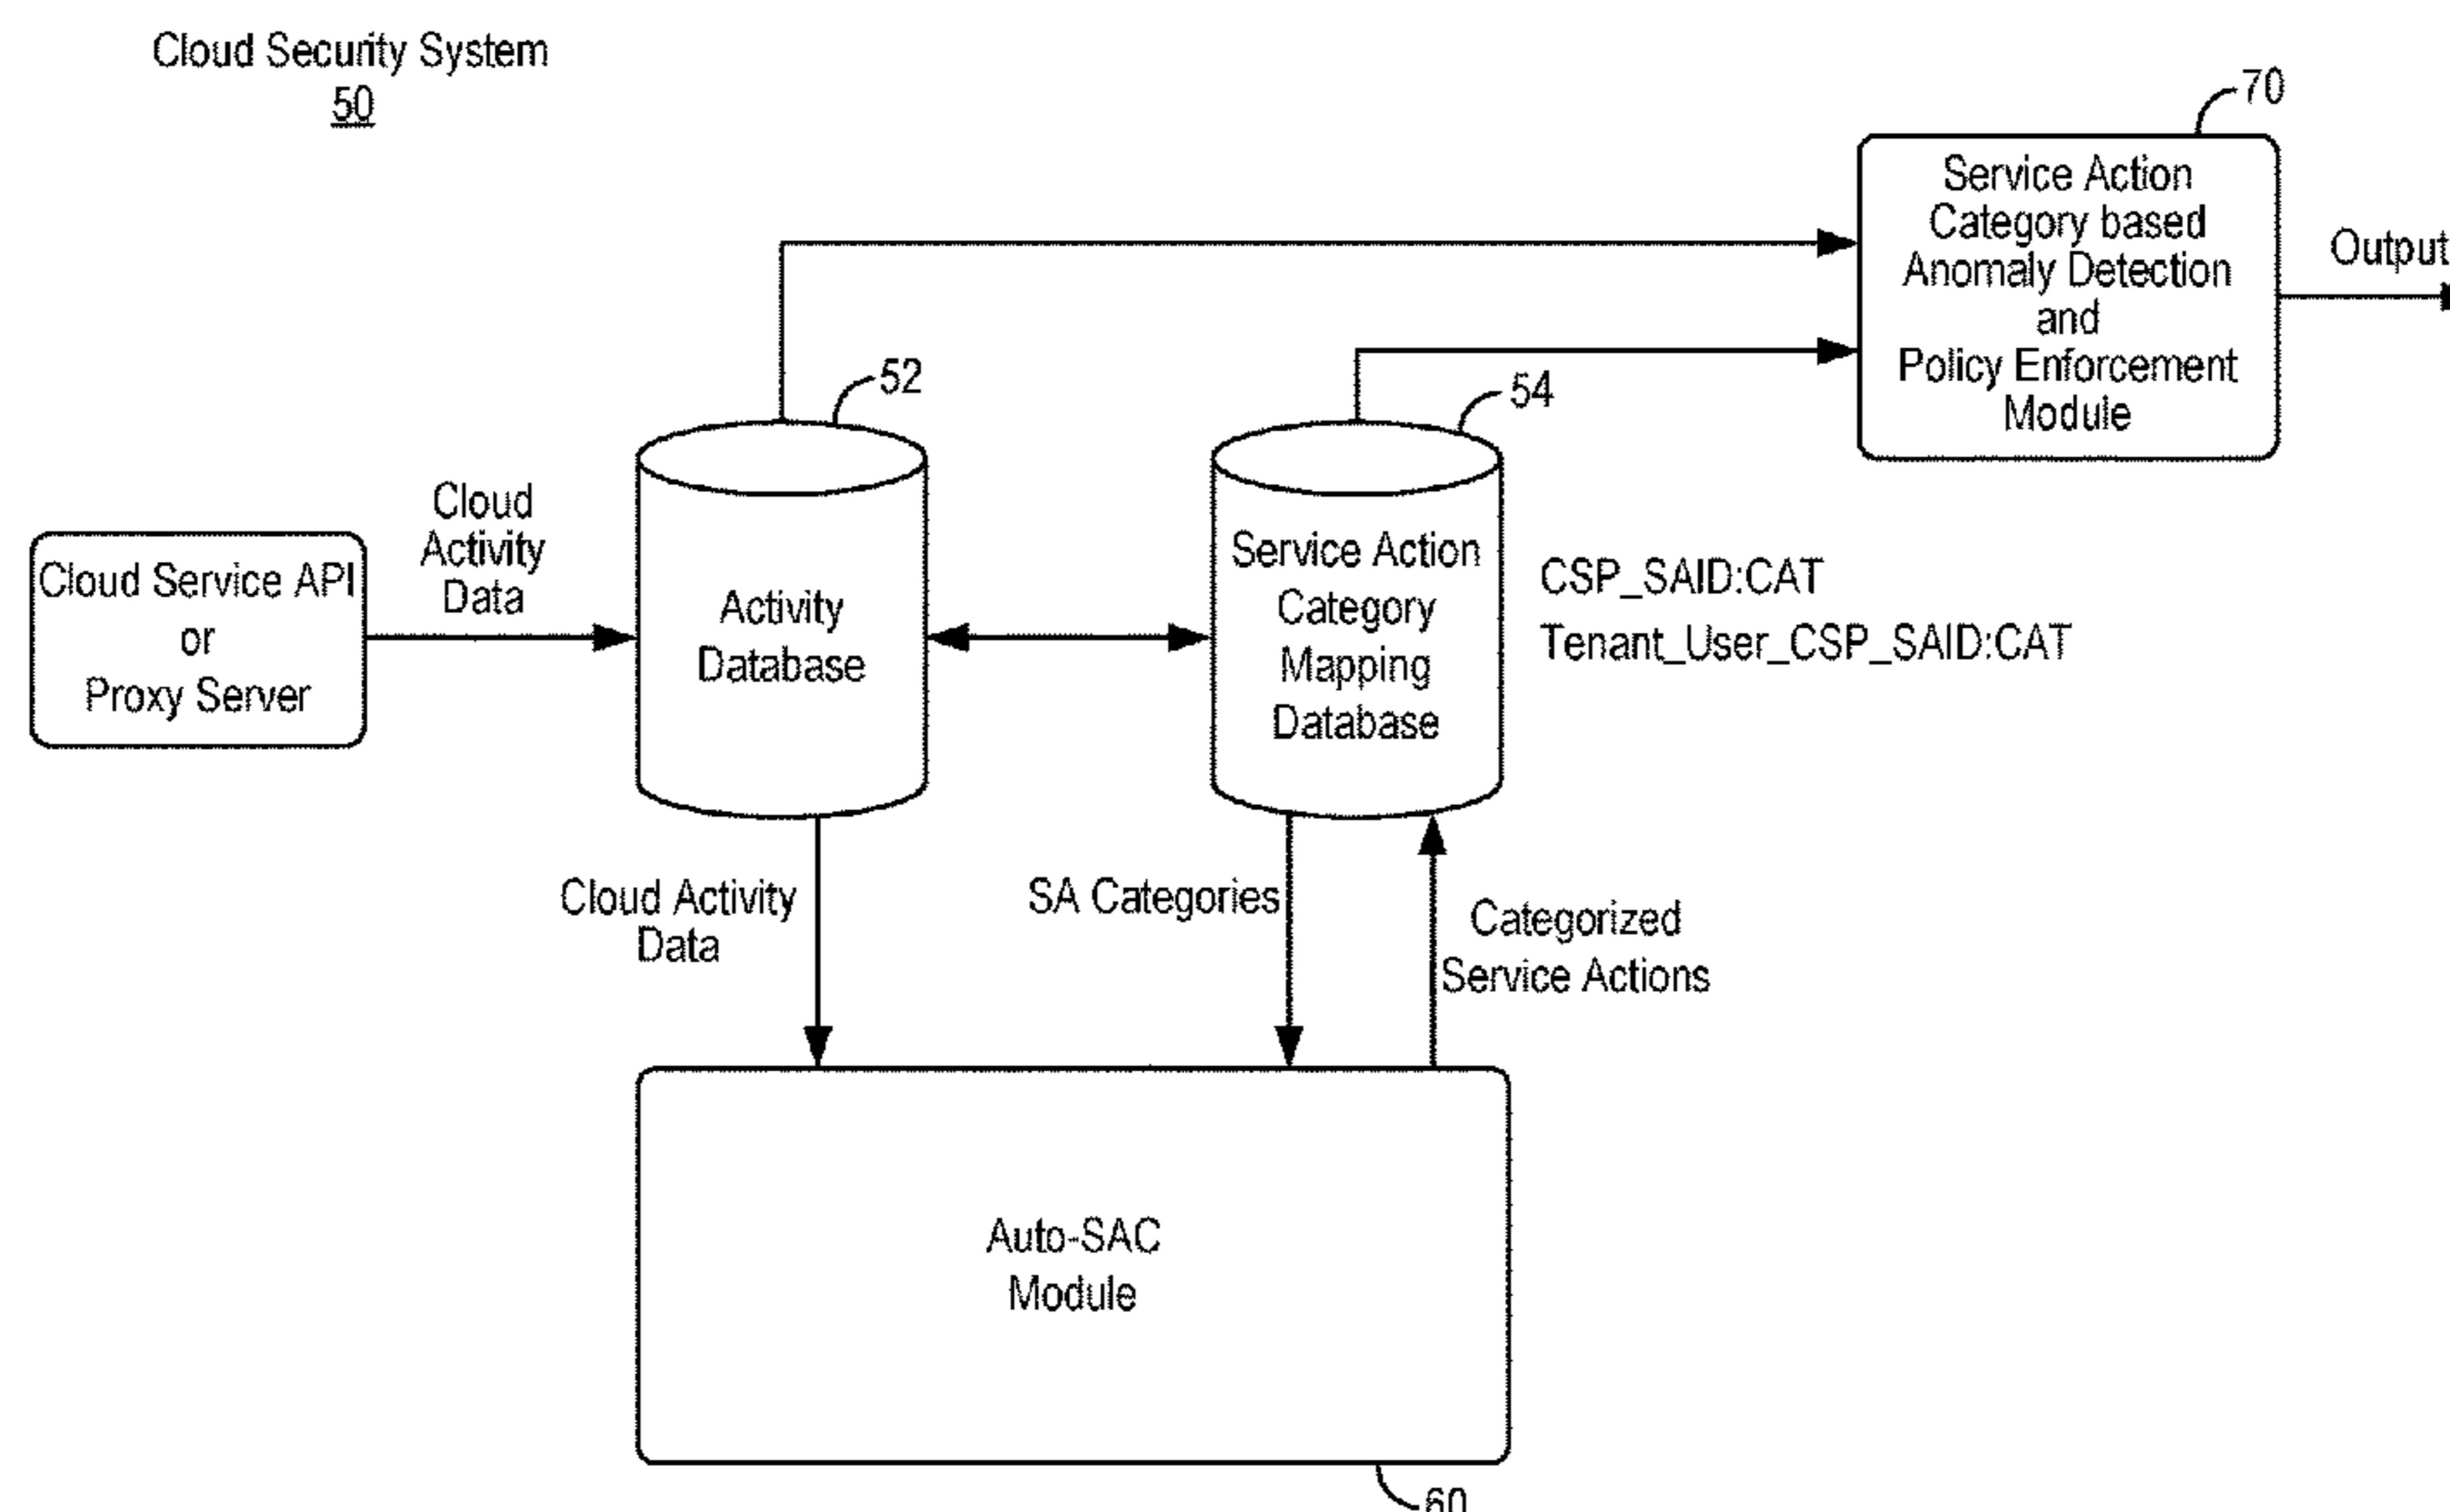 Cloud Security System
50
70
Service Action
Category based
Anomaly Detection
and
Policy Enforcement
Module
Output
52
54
Cloud
Activity
Data
Cloud Service API
or
Proxy Server
Activity
Database
Service Action
Category
Mapping
Database
CSP_SAID:CAT
Tenant_User_CSP_SAID:CAT
Cloud Activity
Data
SA Categories
Categorized
Service Actions
Auto-SAC
Module
60